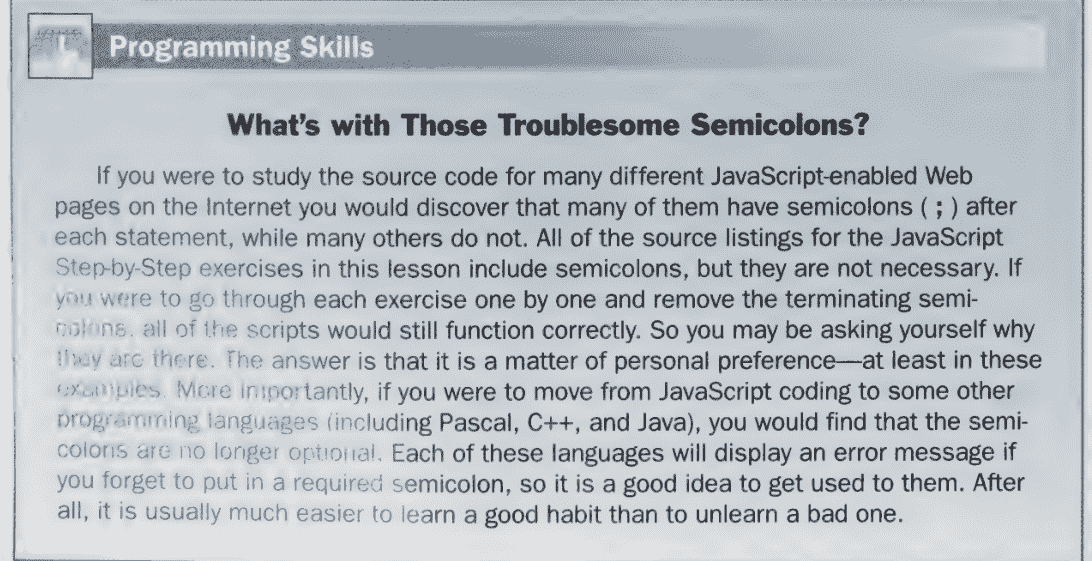 Programming Skills
What's with Those Troublesome Semicolons?
If you were to study the source code for many different JavaScript-enabled Web
pages on the Internet you would discover that many of them have semicolons ( ; ) after
each statement, while many others do not. All of the source listings for the JavaScript
Step-by-Step exercises in this lesson include semicolons, but they are not necessary. If
you were to go through each exercise one by one and remove the terminating semi-
colons, all of the scripts would still function correctly. So you may be asking yourself why
they are there. The answer is that it is a matter of personal preference—at least in these
examples. More importantly, if you were to move from JavaScript coding to some other
programming languages (including Pascal, C++, and Java), you would find that the semi-
colons are no longer optional. Each of these languages will display an error message if
you forget to put in a required semicolon, so it is a good idea to get used to them. After
all, it is usually much easier to learn a good habit than to unlearn a bad one.